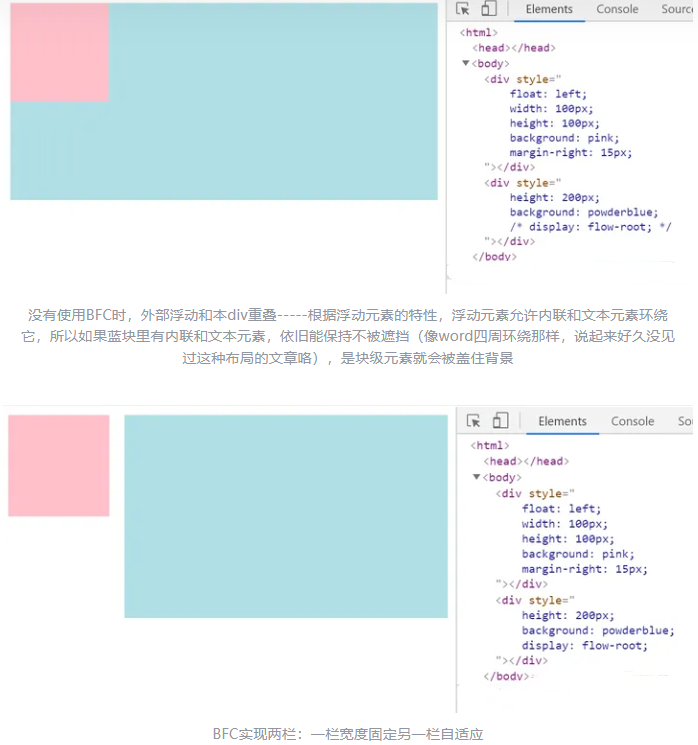 Elements Console Sourc
<html>
<head></head>
▼<body>
<div style="
float: left;
width: 100px;
height: 100px;
background: pink;
margin-right: 15px;
"></div>
<div style="
height: 200px;
background: powderblue;
/* display: flow-root; */
"></div>
</body>
没有使用BFC时，外部浮动和本div重叠-----根据浮动元素的特性，浮动元素允许内联和文本元素环绕
它，所以如果蓝块里有内联和文本元素，依旧能保持不被遮挡（像word四周环绕那样，说起来好久没见
过这种布局的文章咯），是块级元素就会被盖住背景
Elements Console So
<html>
<head></head>
▼<body>
<div style="
float: left;
width: 100px;
height: 100px;
background: pink;
margin-right: 15px;
"></div>
<div style="
height: 200px;
background: powderblue;
display: flow-root;
"></div>
</body>
BFC实现两栏：一栏宽度固定另一栏自适应